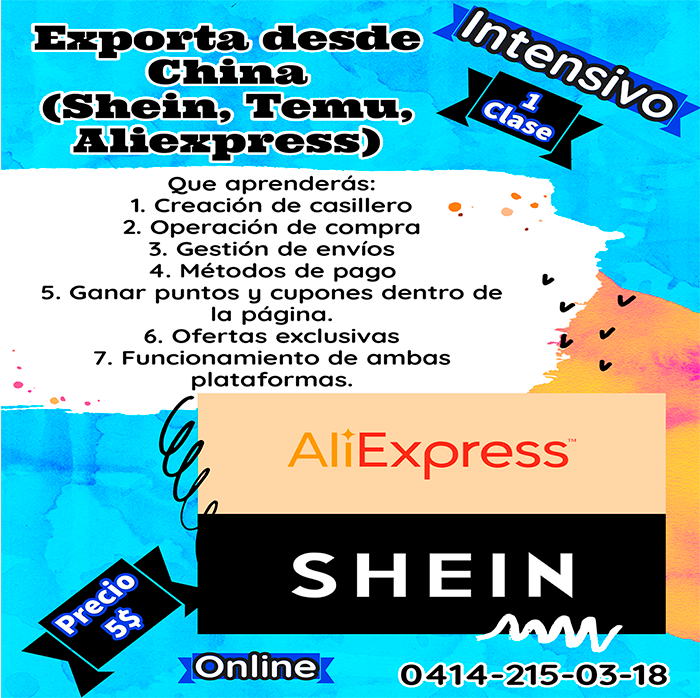 Exporta desde
China
(Shein, Temu,
Aliexpress)
Intensivo
1
Clase
Que aprenderás:
1. Creación de casillero
2. Operación de compra
3. Gestión de envíos
4. Métodos de pago
5. Ganar puntos y cupones dentro de
la página.
6. Ofertas exclusivas
7. Funcionamiento de ambas
plataformas.
AliExpress™
SHEIN
Precio
5$
Online
0414-215-03-18